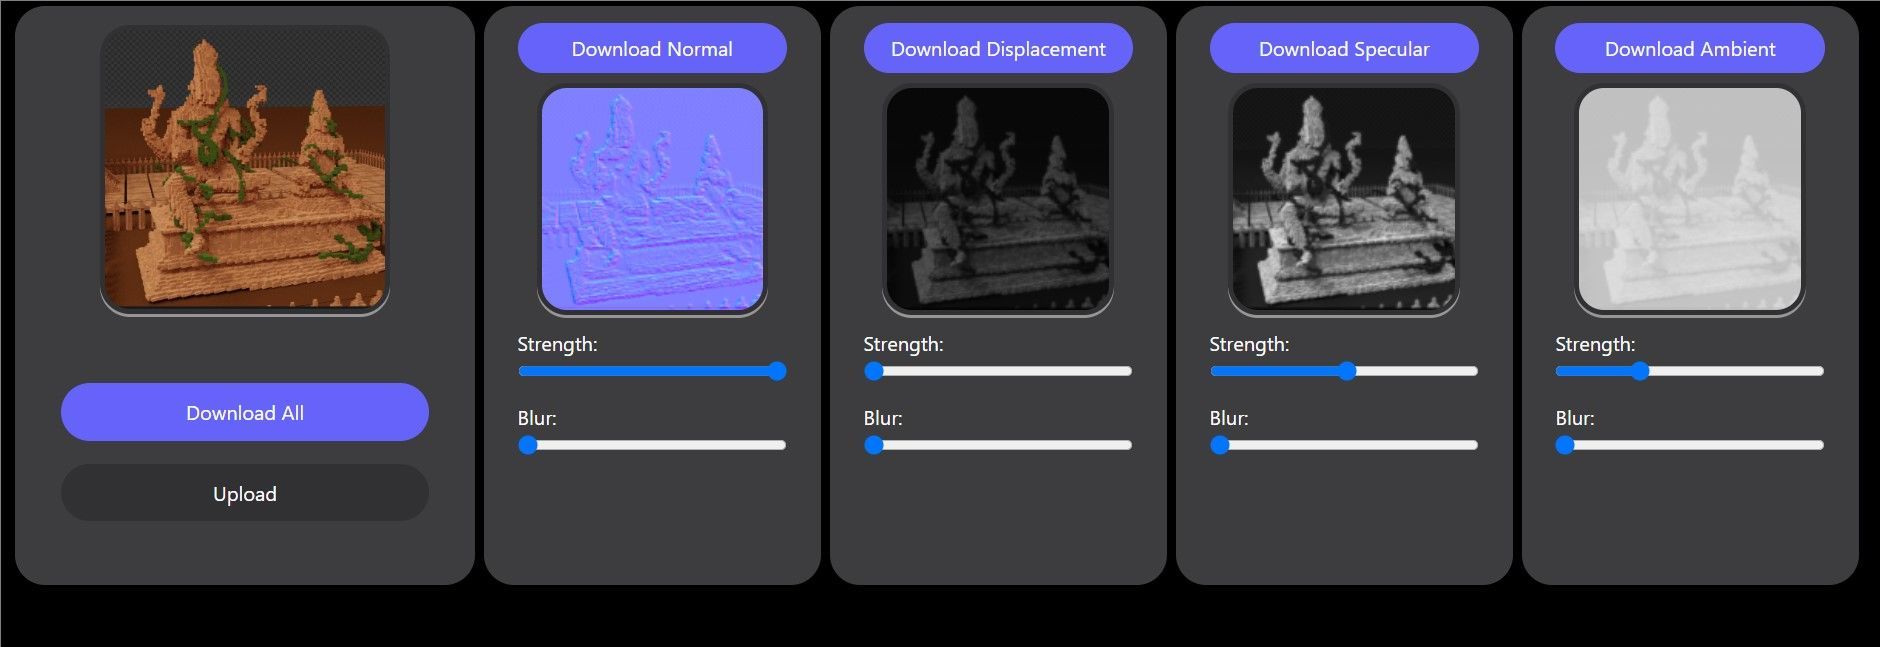 Download All
Upload
Download Normal
Strength:
Blur:
Download Displacement
Strength:
Blur:
Download Specular
Strength:
Blur:
Download Ambient
Strength:
Blur: